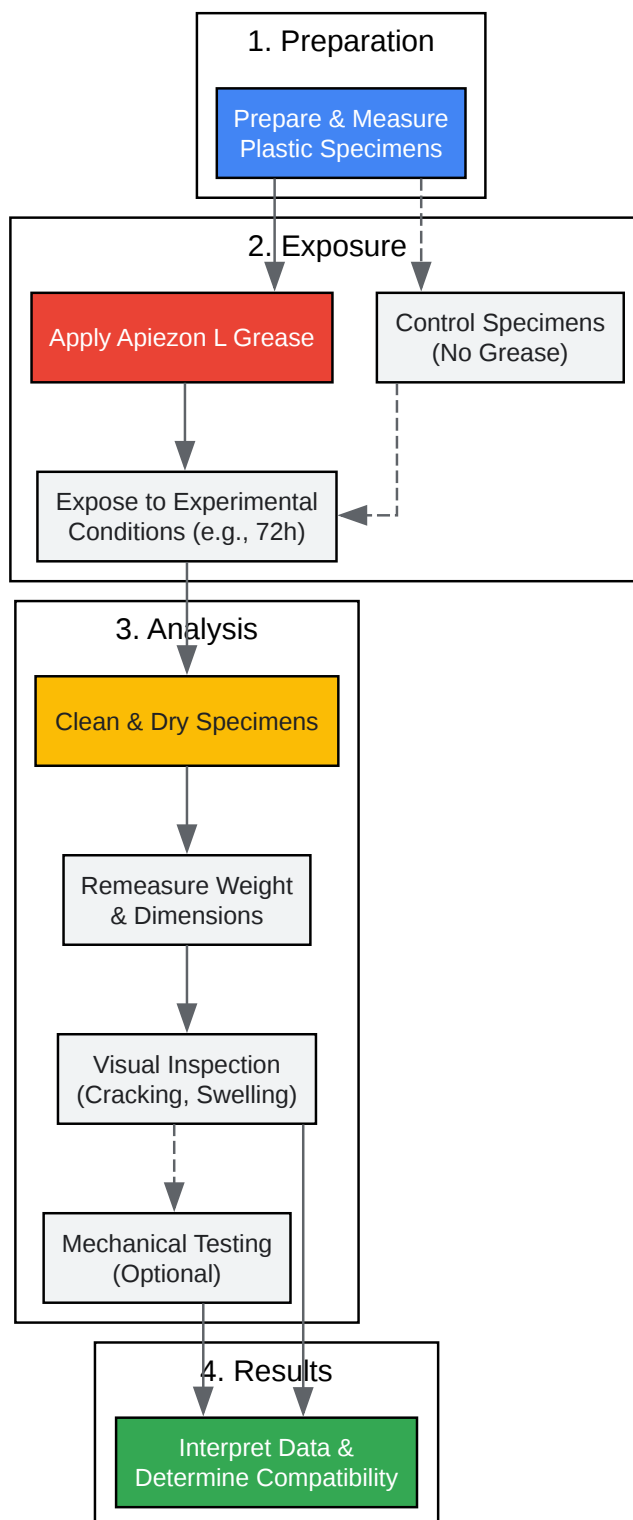 1. Preparation
Prepare & Measure
Plastic Specimens
2. Exposure
Apply Apiezon L Grease
Control Specimens
(No Grease)
Expose to Experimental
Conditions (e.g., 72h)
3. Analysis
Clean & Dry Specimens
Remeasure Weight
& Dimensions
Visual Inspection
(Cracking, Swelling)
Mechanical Testing
(Optional)
4. Results
Interpret Data &
Determine Compatibility